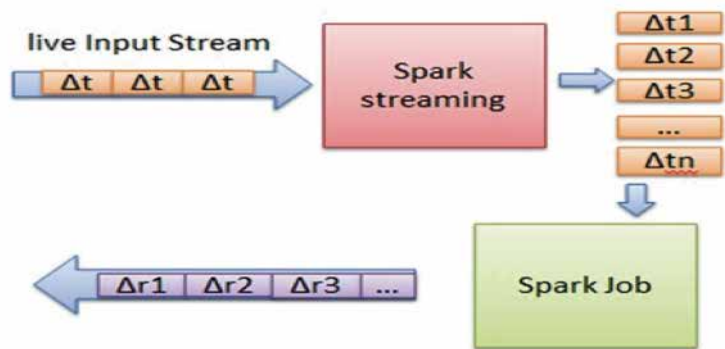 live Input Stream
Δt Δt Δt
Spark
streaming
Δt1
Δt2
Δt3
...
Δtn
Spark Job
Δr1 Δr2 Δr3 ...